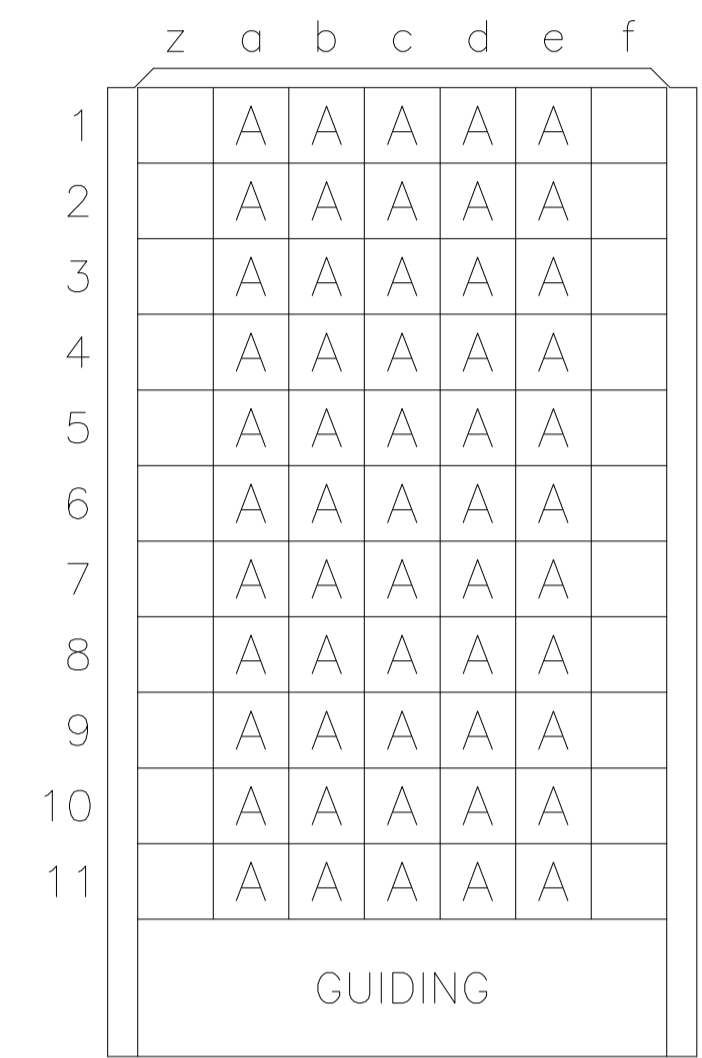 z a b c d e f
1 A A A A A
2 A A A A A
3 A A A A A
4 A A A A A
5 A A A A A
6 A A A A A
7 A A A A A
8 A A A A A
9 A A A A A
10 A A A A A
11 A A A A A
GUIDING